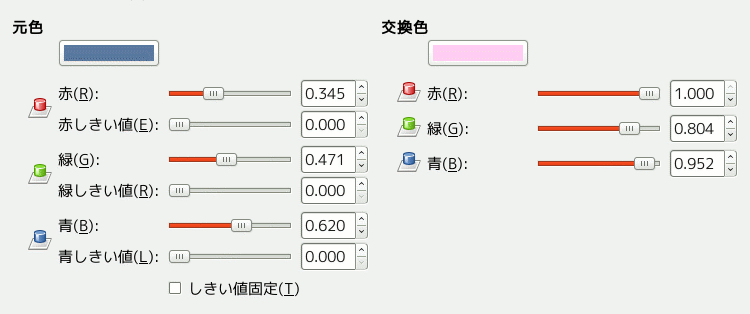 元色
赤(R): 0.345
赤しきい値(E): 0.000
緑(G): 0.471
緑しきい値(R): 0.000
青(B): 0.620
青しきい値(L): 0.000
しきい値固定(T)
交換色
赤(R): 1.000
緑(G): 0.804
青(B): 0.952